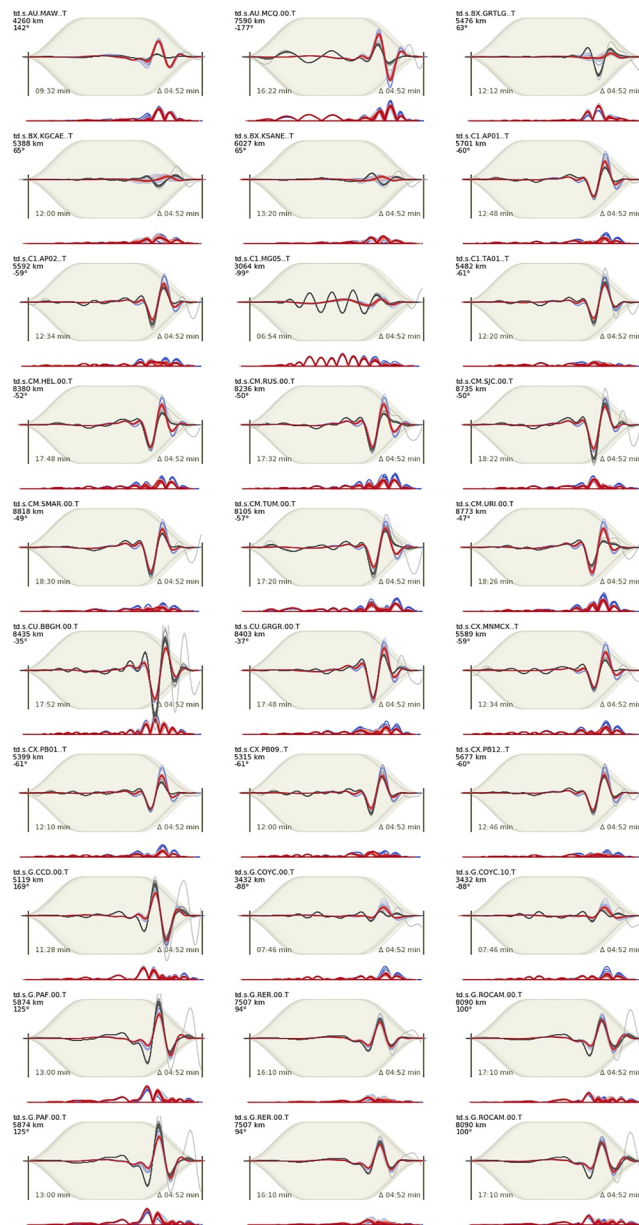 td.s.AU.MAW..T
4260 km
142°
09:32 min
Δ 04:52 min
td.s.AU.MCQ.00.T
7590 km
-177°
16:22 min
Δ 04:52 min
td.s.BX.GRTLG..T
5476 km
63°
12:12 min
Δ 04:52 min
td.s.BX.KGCAE..T
5388 km
65°
12:00 min
Δ 04:52 min
td.s.BX.KSANE..T
6027 km
65°
13:20 min
Δ 04:52 min
td.s.C1.AP01..T
5701 km
-60°
12:48 min
Δ 04:52 min
td.s.C1.AP02..T
5592 km
-59°
12:34 min
Δ 04:52 min
td.s.C1.MG05..T
3064 km
-99°
06:54 min
Δ 04:52 min
td.s.C1.TA01..T
5482 km
-61°
12:20 min
Δ 04:52 min
td.s.CM.HEL.00.T
8380 km
-52°
17:48 min
Δ 04:52 min
td.s.CM.RUS.00.T
8236 km
-50°
17:32 min
Δ 04:52 min
td.s.CM.SJC.00.T
8735 km
-50°
18:22 min
Δ 04:52 min
td.s.CM.SMAR.00.T
8818 km
-49°
18:30 min
Δ 04:52 min
td.s.CM.TUM.00.T
8105 km
-57°
17:20 min
Δ 04:52 min
td.s.CM.URI.00.T
8773 km
-47°
18:26 min
Δ 04:52 min
td.s.CU.BBGH.00.T
8435 km
-35°
17:52 min
Δ 04:52 min
td.s.CU.GRGR.00.T
8403 km
-37°
17:48 min
Δ 04:52 min
td.s.CX.MNMCX..T
5589 km
-59°
12:34 min
Δ 04:52 min
td.s.CX.PB01..T
5399 km
-61°
12:10 min
Δ 04:52 min
td.s.CX.PB09..T
5315 km
-61°
12:00 min
Δ 04:52 min
td.s.CX.PB12..T
5677 km
-60°
12:46 min
Δ 04:52 min
td.s.G.CCD.00.T
5119 km
169°
11:28 min
Δ 04:52 min
td.s.G.COYC.00.T
3432 km
-88°
07:46 min
Δ 04:52 min
td.s.G.COYC.10.T
3432 km
-88°
07:46 min
Δ 04:52 min
td.s.G.PAF.00.T
5874 km
125°
13:00 min
Δ 04:52 min
td.s.G.RER.00.T
7507 km
94°
16:10 min
Δ 04:52 min
td.s.G.ROCAM.00.T
8090 km
100°
17:10 min
Δ 04:52 min
td.s.G.PAF.00.T
5874 km
125°
13:00 min
Δ 04:52 min
td.s.G.RER.00.T
7507 km
94°
16:10 min
Δ 04:52 min
td.s.G.ROCAM.00.T
8090 km
100°
17:10 min
Δ 04:52 min